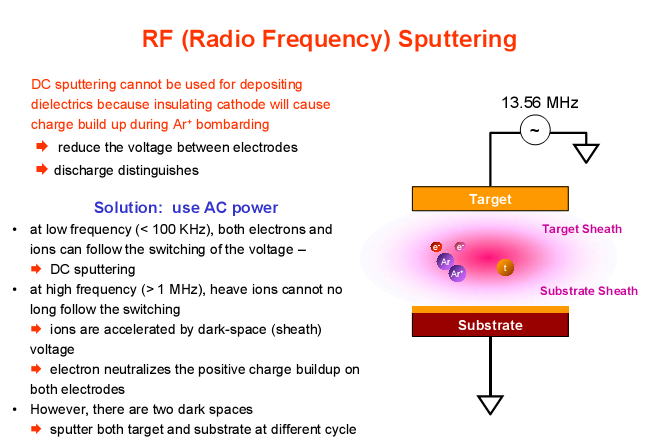 RF (Radio Frequency) Sputtering
DC sputtering cannot be used for depositing
dielectrics because insulating cathode will cause
charge build up during Ar⁺ bombarding
reduce the voltage between electrodes
discharge distinguishes
Solution: use AC power
• at low frequency (< 100 KHz), both electrons and
ions can follow the switching of the voltage –
DC sputtering
• at high frequency (> 1 MHz), heave ions cannot no
long follow the switching
ions are accelerated by dark-space (sheath)
voltage
electron neutralizes the positive charge buildup on
both electrodes
• However, there are two dark spaces
sputter both target and substrate at different cycle
13.56 MHz
~
Target
Target Sheath
e⁻ e⁻
Ar
Ar⁺
t
Substrate Sheath
Substrate